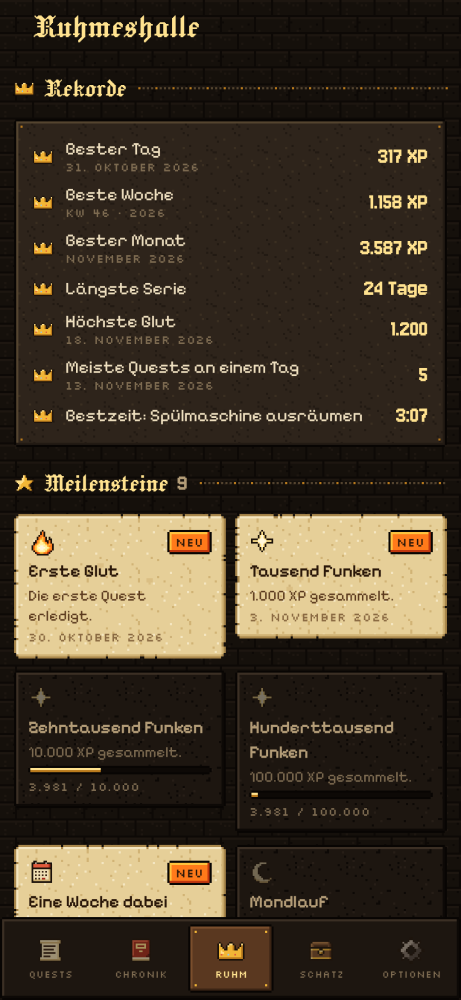 Ruhmeshalle
Rekorde
Bester Tag
317 XP
31. OKTOBER 2026
Beste Woche
1.158 XP
KW 46 · 2026
Bester Monat
3.587 XP
NOVEMBER 2026
Längste Serie
24 Tage
Höchste Glut
1.200
18. NOVEMBER 2026
Meiste Quests an einem Tag
5
13. NOVEMBER 2026
Bestzeit: Spülmaschine ausräumen
3:07
Meilensteine 9
NEU
Erste Glut
Die erste Quest
erledigt.
30. OKTOBER 2026
NEU
Tausend Funken
1.000 XP gesammelt.
3. NOVEMBER 2026
Zehntausend Funken
10.000 XP gesammelt.
3.981 / 10.000
Hunderttausend
Funken
100.000 XP gesammelt.
3.981 / 100.000
NEU
Eine Woche dabei
Mondlauf
QUESTS
CHRONIK
RUHM
SCHATZ
OPTIONEN